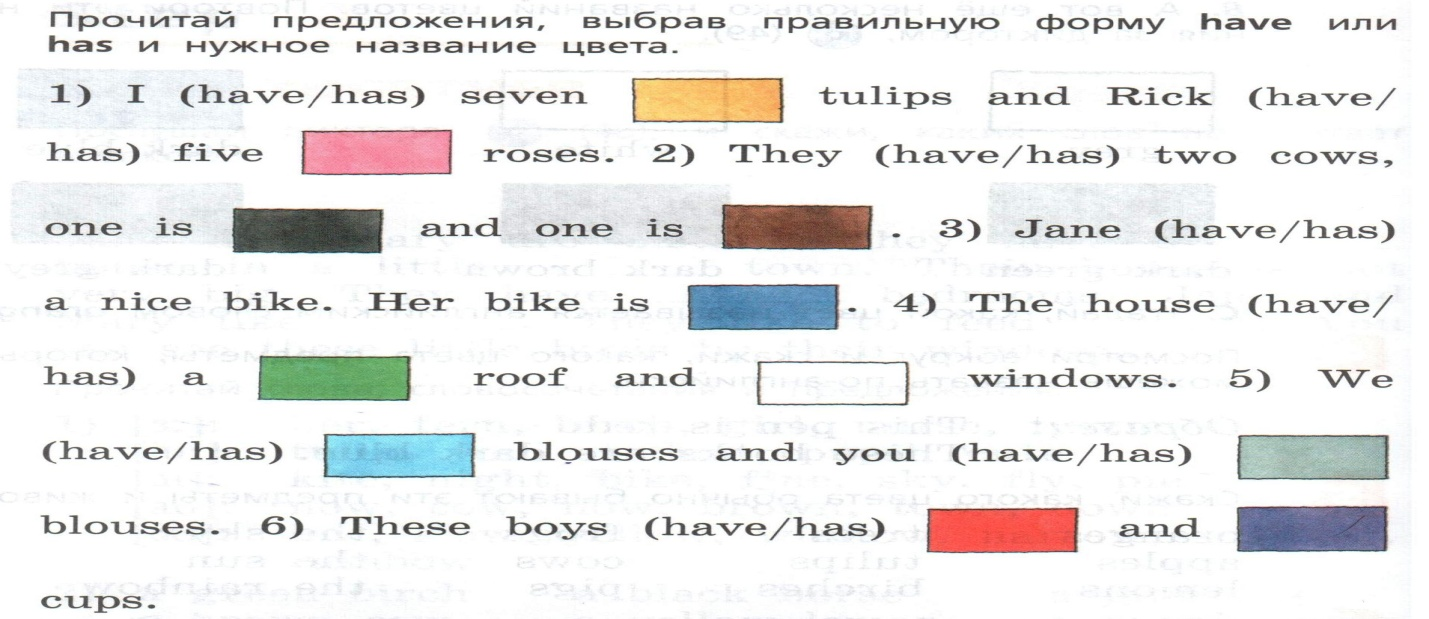 Прочитай предложения, выбрав правильную форму have или
has и нужное название цвета.
1) I (have/has) seven tulips and Rick (have/
has) five roses. 2) They (have/has) two cows,
one is and one is . 3) Jane (have/has)
a nice bike. Her bike is . 4) The house (have/
has) a roof and windows. 5) We
(have/has) blouses and you (have/has)
blouses. 6) These boys (have/has) and
cups.